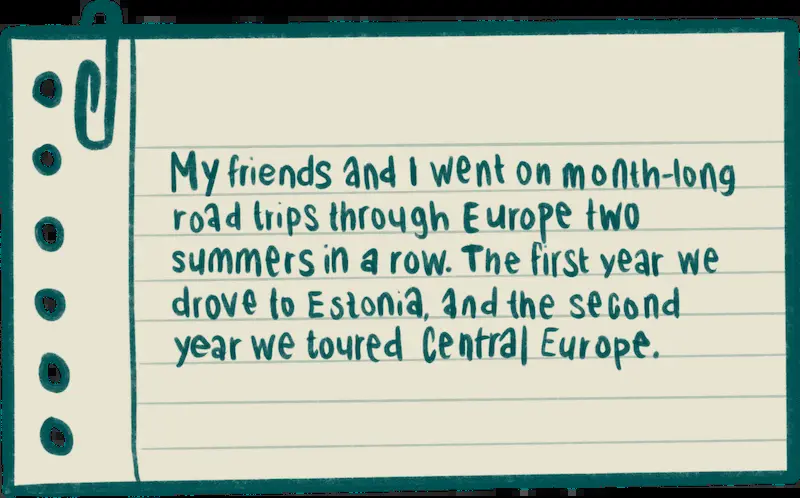 My friends and I went on month-long
road trips through Europe two
summers in a row. The first year we
drove to Estonia, and the second
year we toured Central Europe.